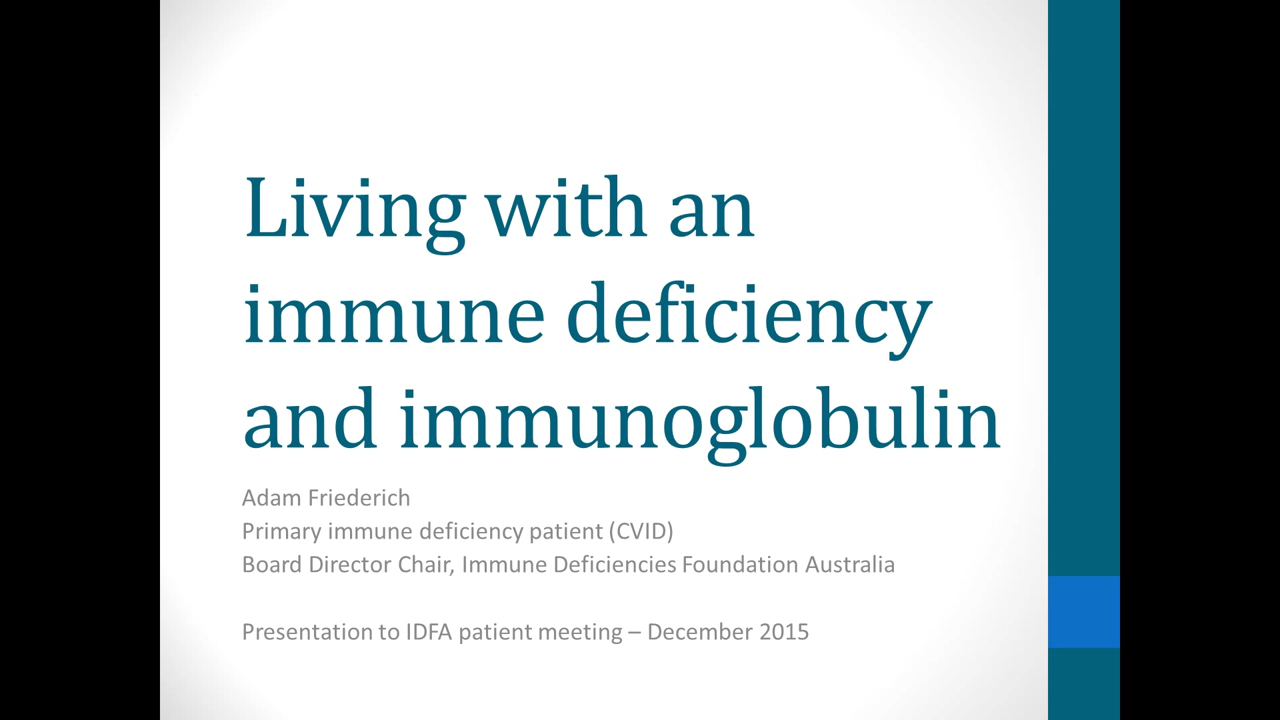 Living with an
immune deficiency
and immunoglobulin
Adam Friederich
Primary immune deficiency patient (CVID)
Board Director Chair, Immune Deficiencies Foundation Australia
Presentation to IDFA patient meeting – December 2015